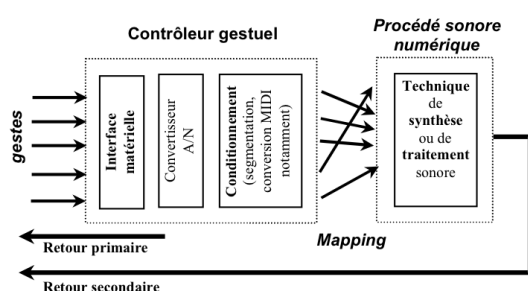 Contrôleur gestuel
Procédé sonore
numérique
gestes
Interface
matérielle
Convertisseur
A/N
Conditionnement
(segmentation,
conversion MIDI
notamment)
Technique
de
synthèse
ou de
traitement
sonore
Retour primaire
Mapping
Retour secondaire